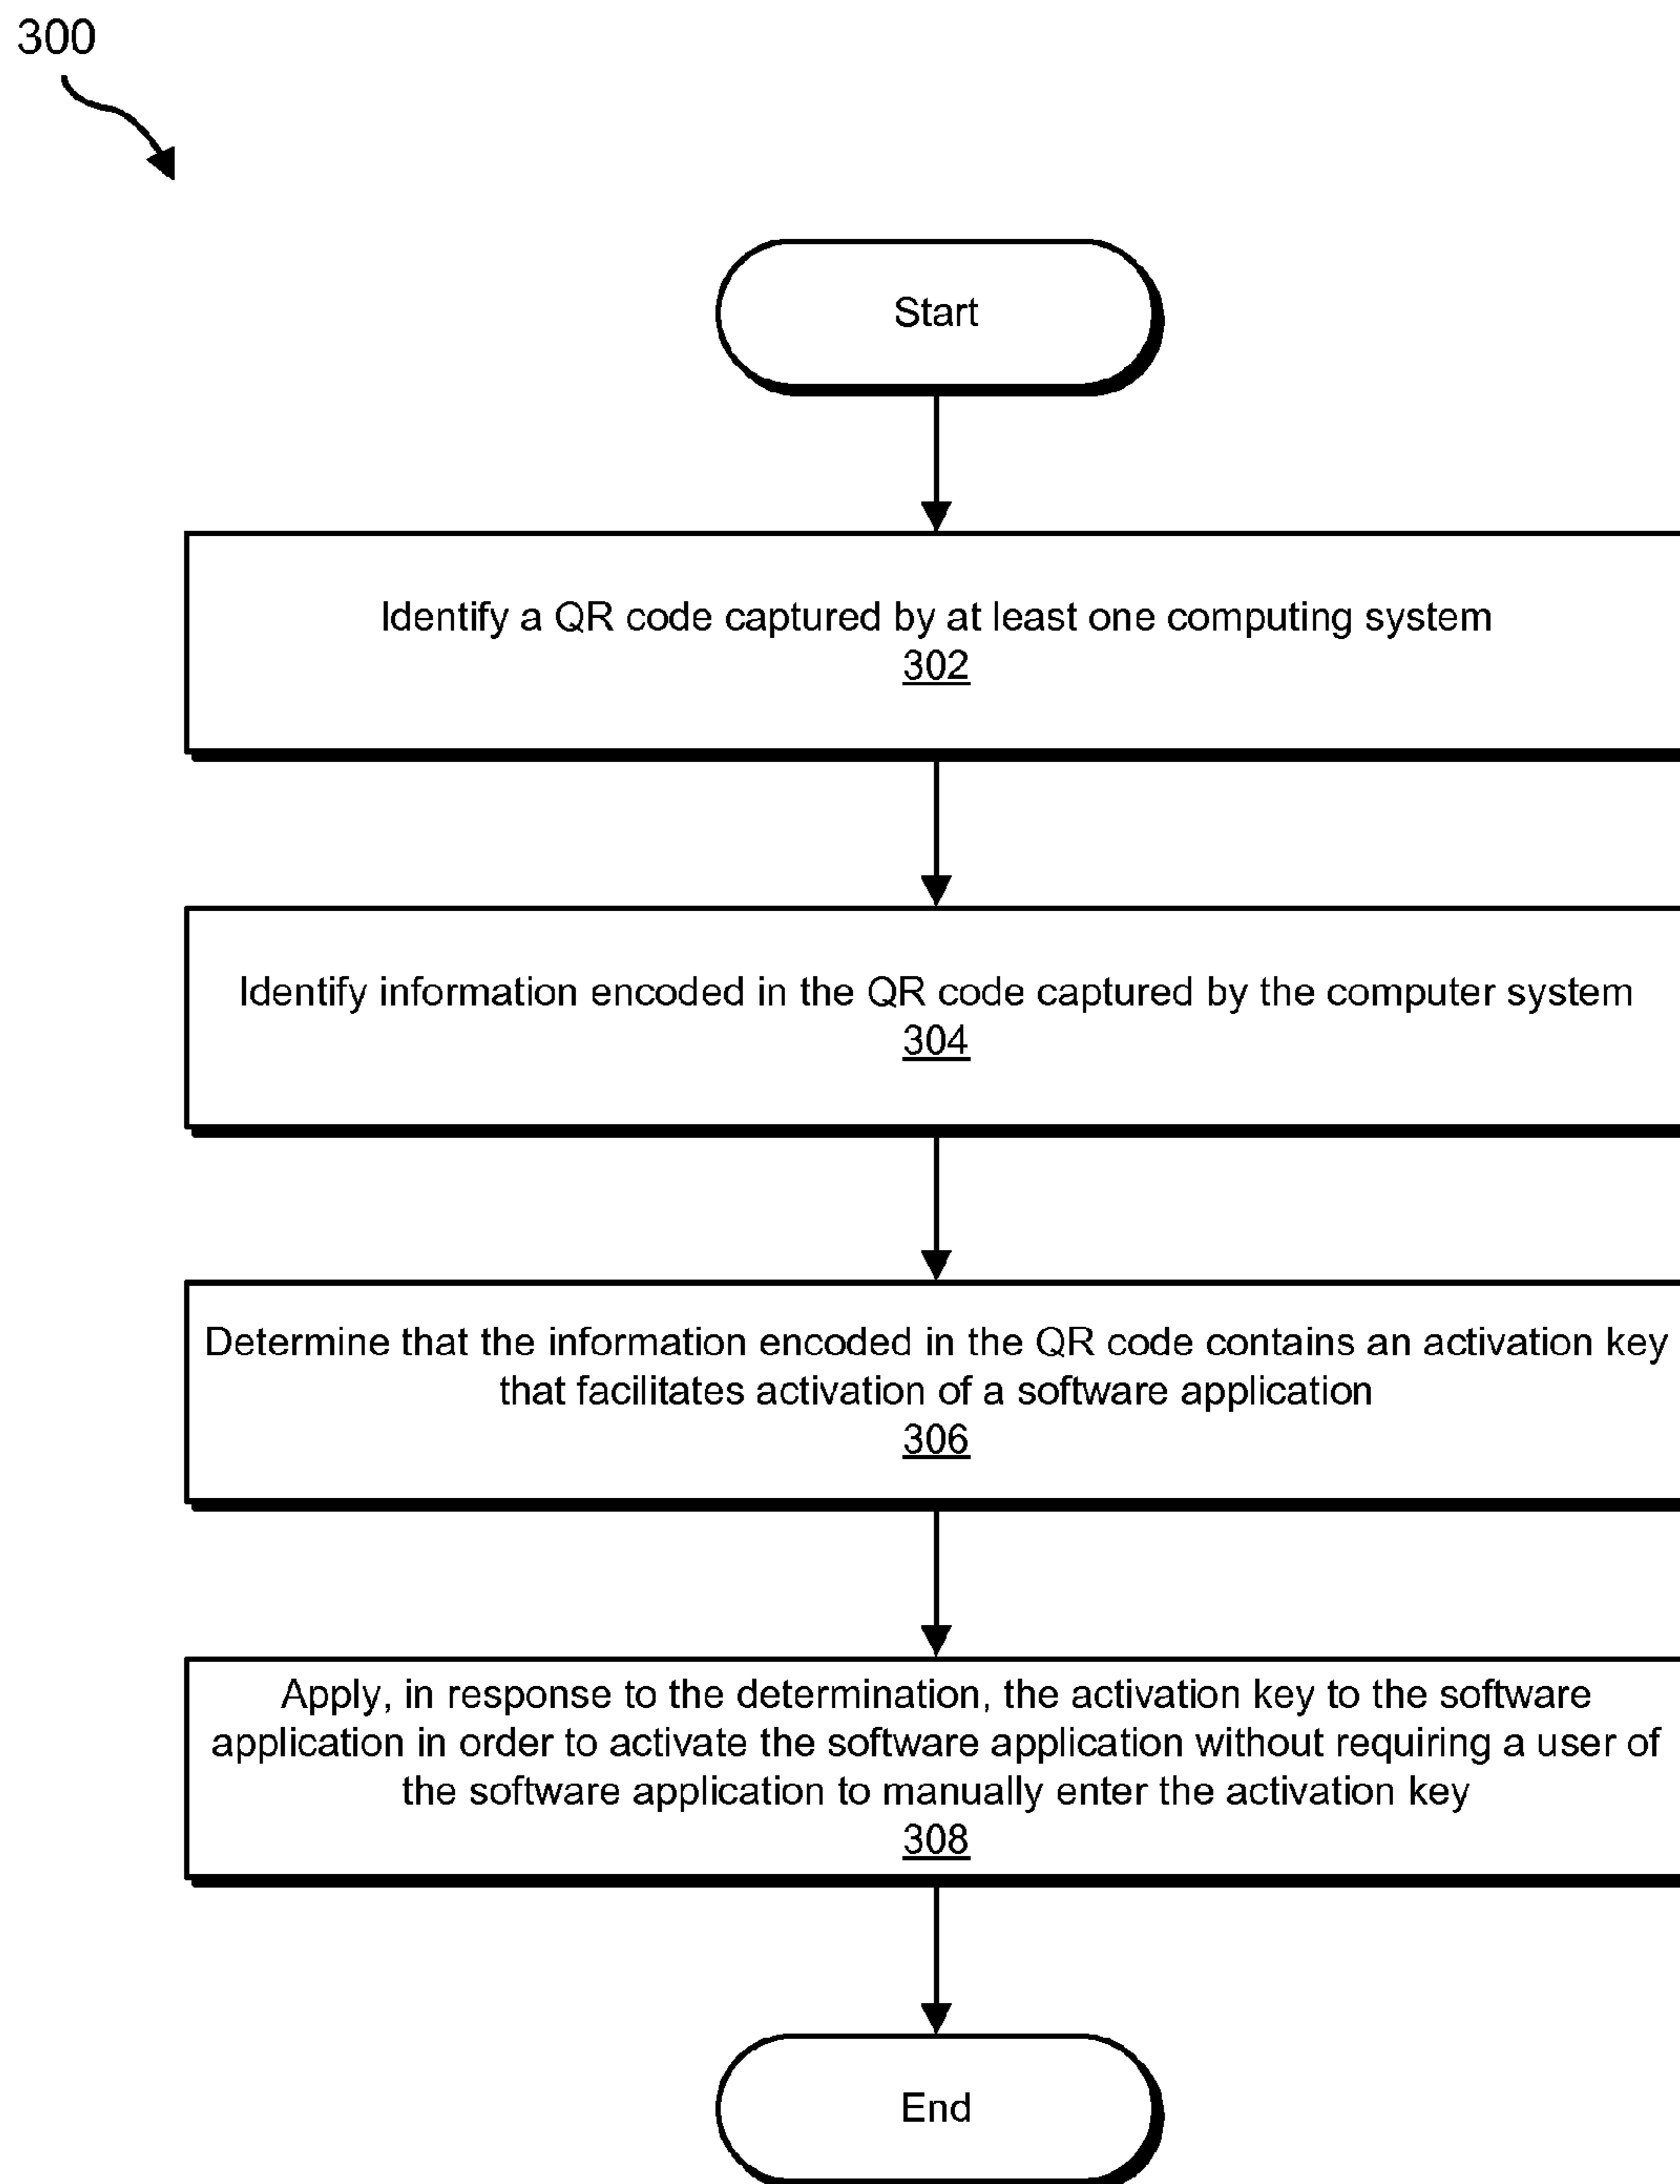 300
Start
Identify a QR code captured by at least one computing system
302
Identify information encoded in the QR code captured by the computer system
304
Determine that the information encoded in the QR code contains an activation key
that facilitates activation of a software application
306
Apply, in response to the determination, the activation key to the software
application in order to activate the software application without requiring a user of
the software application to manually enter the activation key
308
End